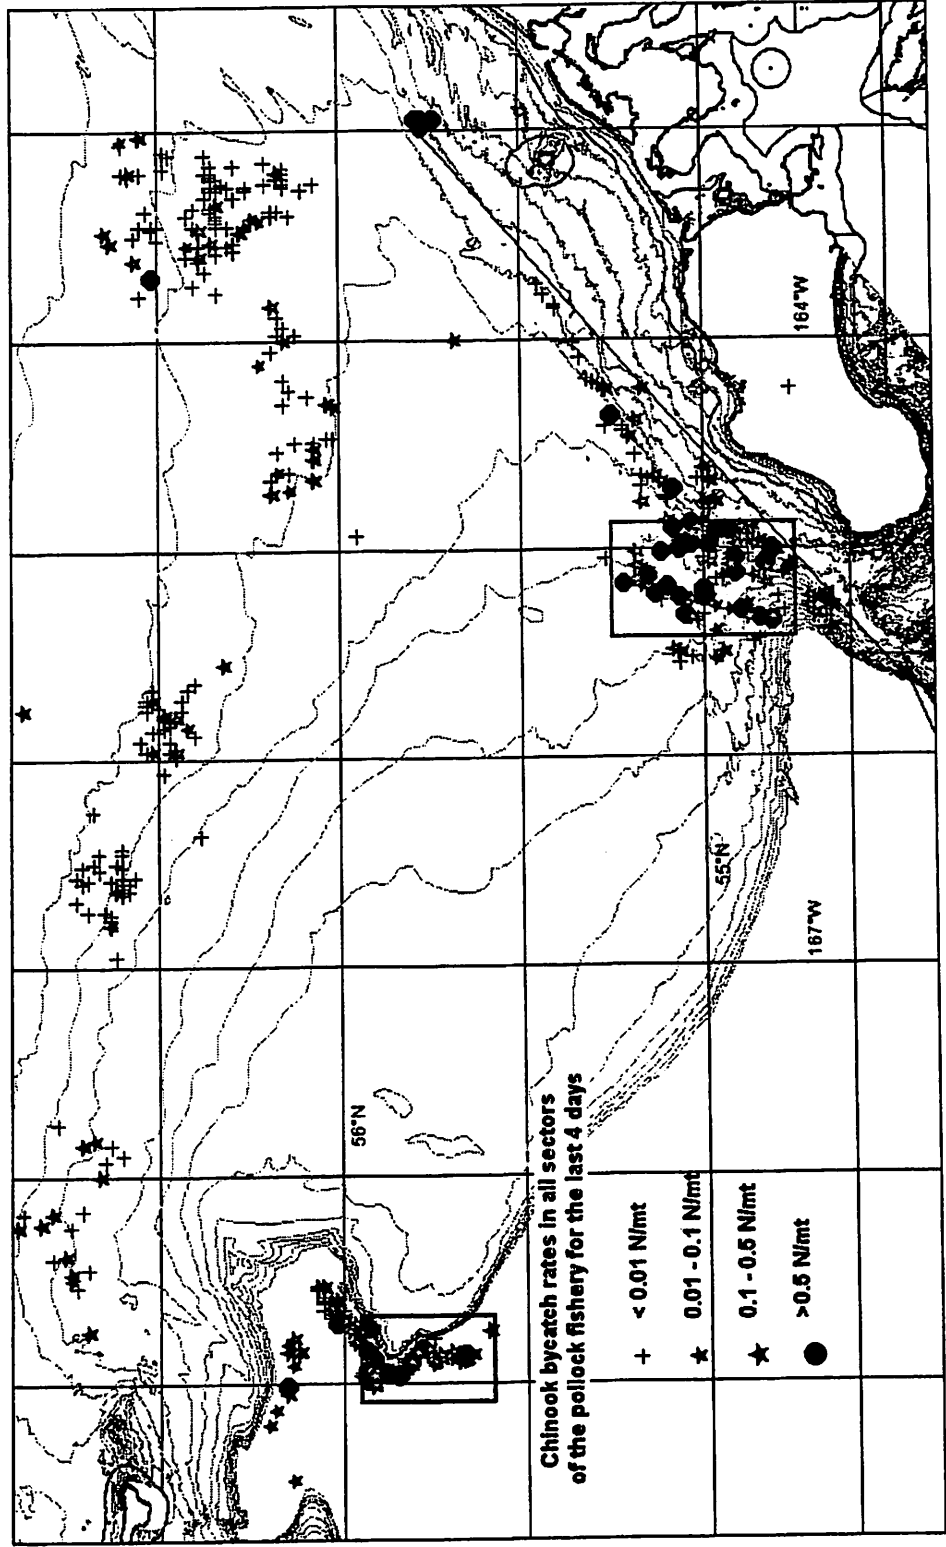 164°W
56°N
55°N
167°W
Chinook bycatch rates in all sectors
of the pollock fishery for the last 4 days
< 0.01 N/mt
0.01 - 0.1 N/mt
0.1 - 0.5 N/mt
>0.5 N/mt